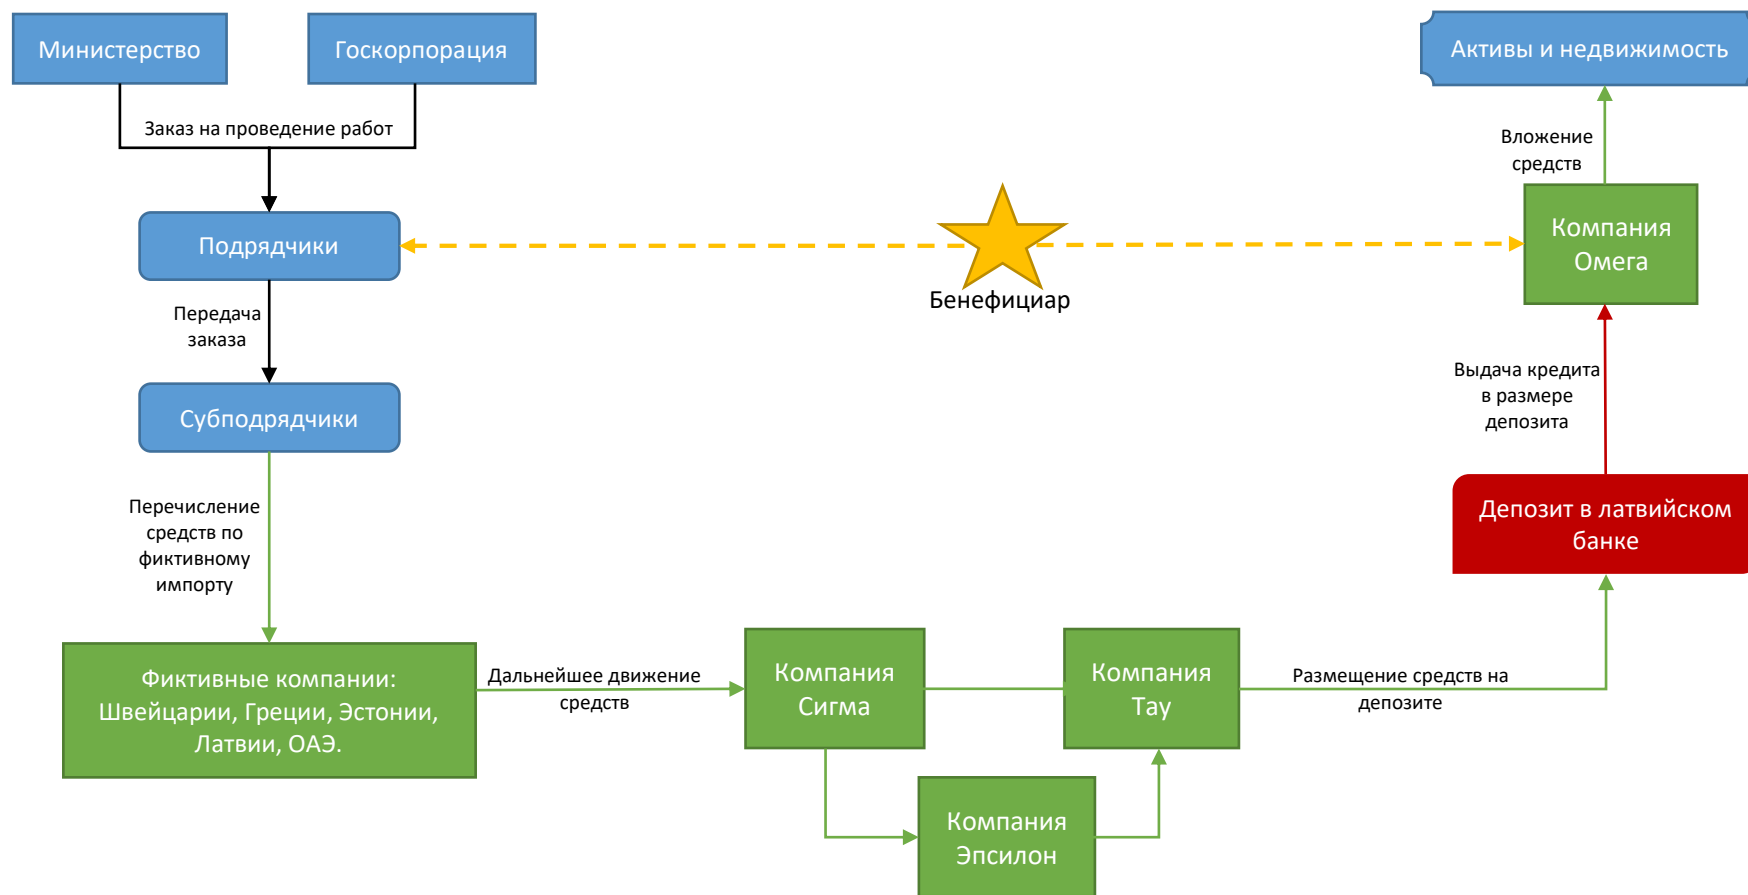 Министерство
Госкорпорация
Активы и недвижимость
Заказ на проведение работ
Вложение
средств
Подрядчики
Компания
Омега
Бенефициар
Передача
заказа
Выдача кредита
в размере
депозита
Субподрядчики
Перечисление
средств по
фиктивному
импорту
Депозит в латвийском
банке
Фиктивные компании:
Швейцарии, Греции, Эстонии,
Латвии, ОАЭ.
Дальнейшее движение
средств
Компания
Сигма
Компания
Тау
Размещение средств на
депозите
Компания
Эпсилон